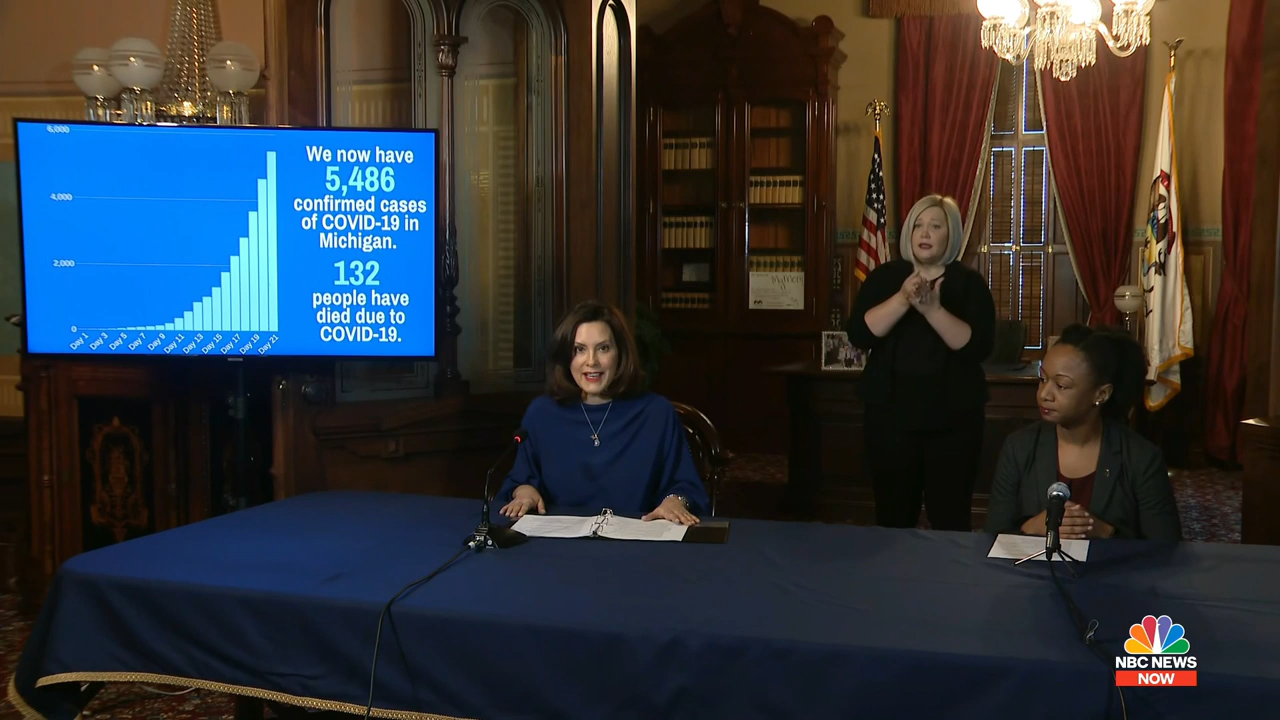 6,000
4,000
2,000
0
Day 1
Day 3
Day 5
Day 7
Day 9
Day 11
Day 13
Day 15
Day 17
Day 19
Day 21
We now have
5,486
confirmed cases
of COVID-19 in
Michigan.
132
people have
died due to
COVID-19.
NBC NEWS
NOW